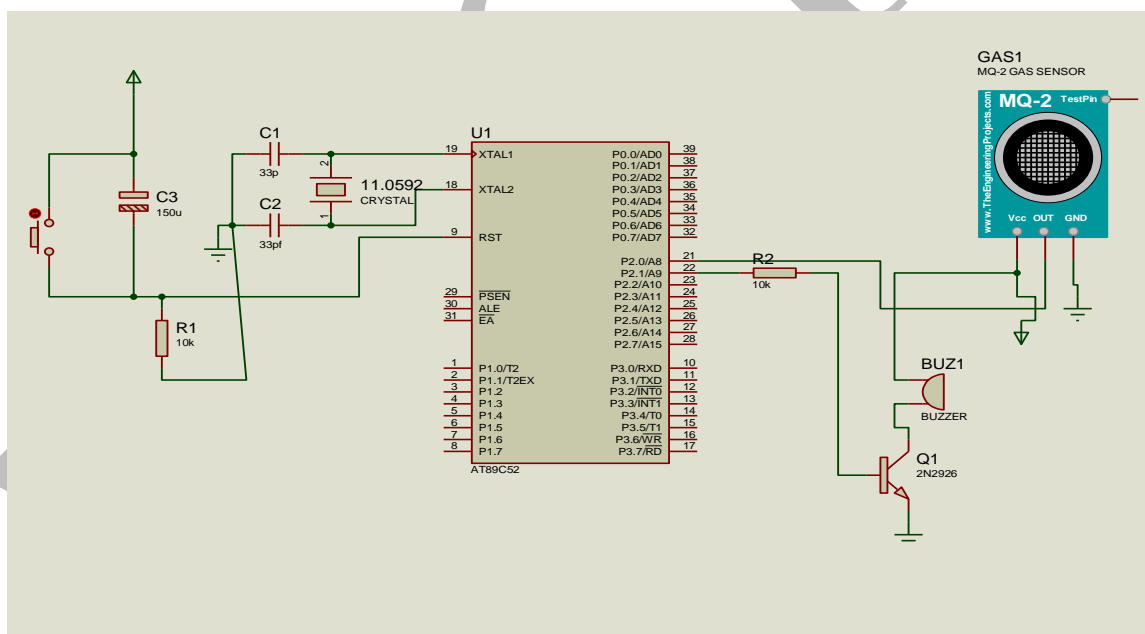 GAS1
MQ-2 GAS SENSOR
MQ-2
TestPin
www.TheEngineeringProjects.com
Vcc OUT GND
C1
33p
2
11.0592
CRYSTAL
1
C2
33pf
C3
150u
R1
10k
U1
19 XTAL1
18 XTAL2
9 RST
29 PSEN
30 ALE
31 EA
1 P1.0/T2
2 P1.1/T2EX
3 P1.2
4 P1.3
5 P1.4
6 P1.5
7 P1.6
8 P1.7
P0.0/AD0 39
P0.1/AD1 38
P0.2/AD2 37
P0.3/AD3 36
P0.4/AD4 35
P0.5/AD5 34
P0.6/AD6 33
P0.7/AD7 32
P2.0/A8 21
P2.1/A9 22
P2.2/A10 23
P2.3/A11 24
P2.4/A12 25
P2.5/A13 26
P2.6/A14 27
P2.7/A15 28
P3.0/RXD 10
P3.1/TXD 11
P3.2/INT0 12
P3.3/INT1 13
P3.4/T0 14
P3.5/T1 15
P3.6/WR 16
P3.7/RD 17
AT89C52
R2
10k
BUZ1
BUZZER
Q1
2N2926